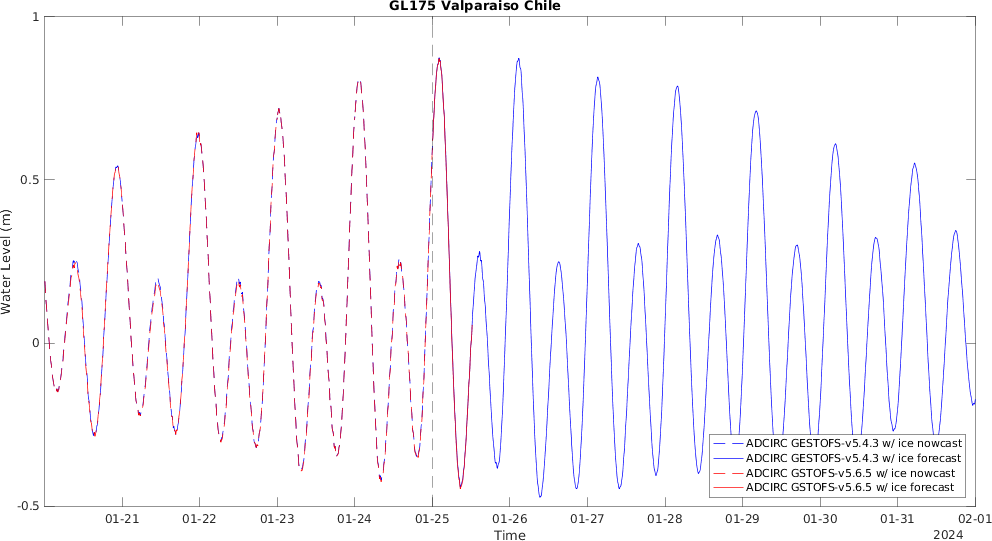 GL175 Valparaiso Chile
1
0.5
0
-0.5
Water Level (m)
ADCIRC GESTOFS-v5.4.3 w/ ice nowcast
ADCIRC GESTOFS-v5.4.3 w/ ice forecast
ADCIRC GSTOFS-v5.6.5 w/ ice nowcast
ADCIRC GSTOFS-v5.6.5 w/ ice forecast
01-21 01-22 01-23 01-24 01-25 01-26 01-27 01-28 01-29 01-30 01-31 02-01
Time
2024